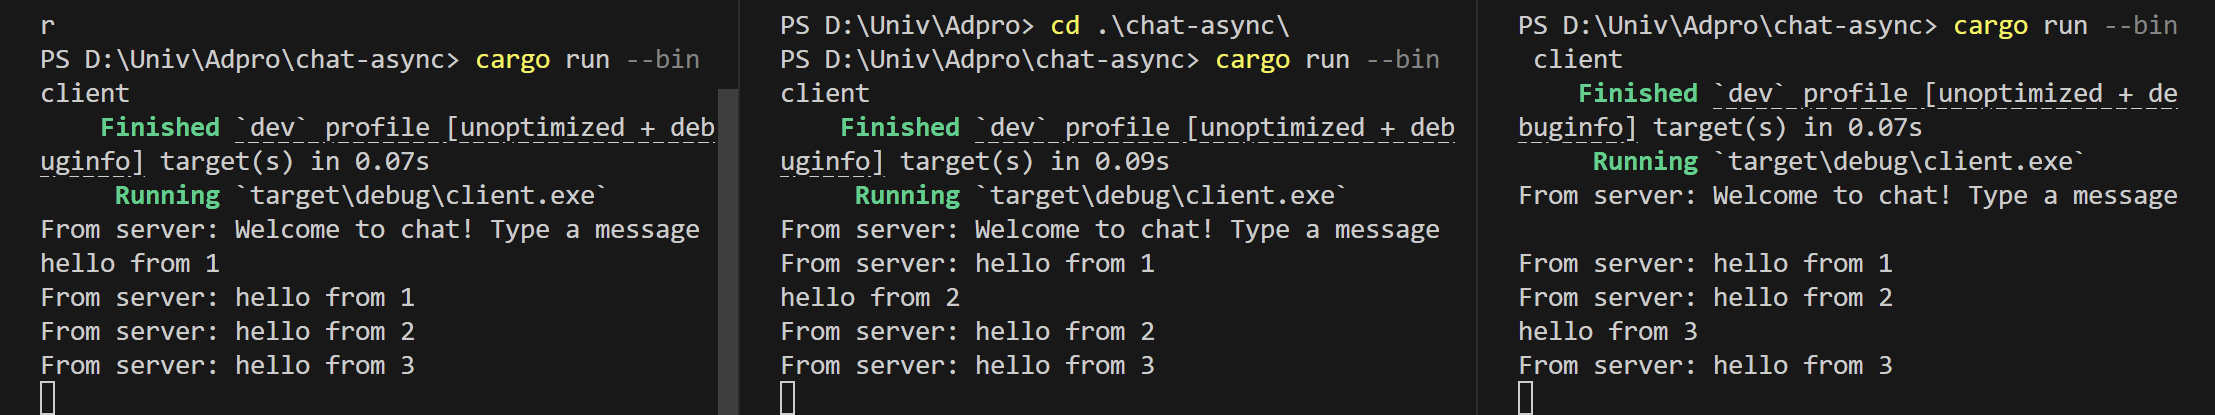 r
PS D:\Univ\Adpro\chat-async> cargo run --bin
client
    Finished `dev` profile [unoptimized + deb
uginfo] target(s) in 0.07s
     Running `target\debug\client.exe`
From server: Welcome to chat! Type a message
hello from 1
From server: hello from 1
From server: hello from 2
From server: hello from 3
PS D:\Univ\Adpro> cd .\chat-async\
PS D:\Univ\Adpro\chat-async> cargo run --bin
client
    Finished `dev` profile [unoptimized + deb
uginfo] target(s) in 0.09s
     Running `target\debug\client.exe`
From server: Welcome to chat! Type a message
From server: hello from 1
hello from 2
From server: hello from 2
From server: hello from 3
PS D:\Univ\Adpro\chat-async> cargo run --bin
 client
    Finished `dev` profile [unoptimized + de
buginfo] target(s) in 0.07s
     Running `target\debug\client.exe`
From server: Welcome to chat! Type a message
From server: hello from 1
From server: hello from 2
hello from 3
From server: hello from 3